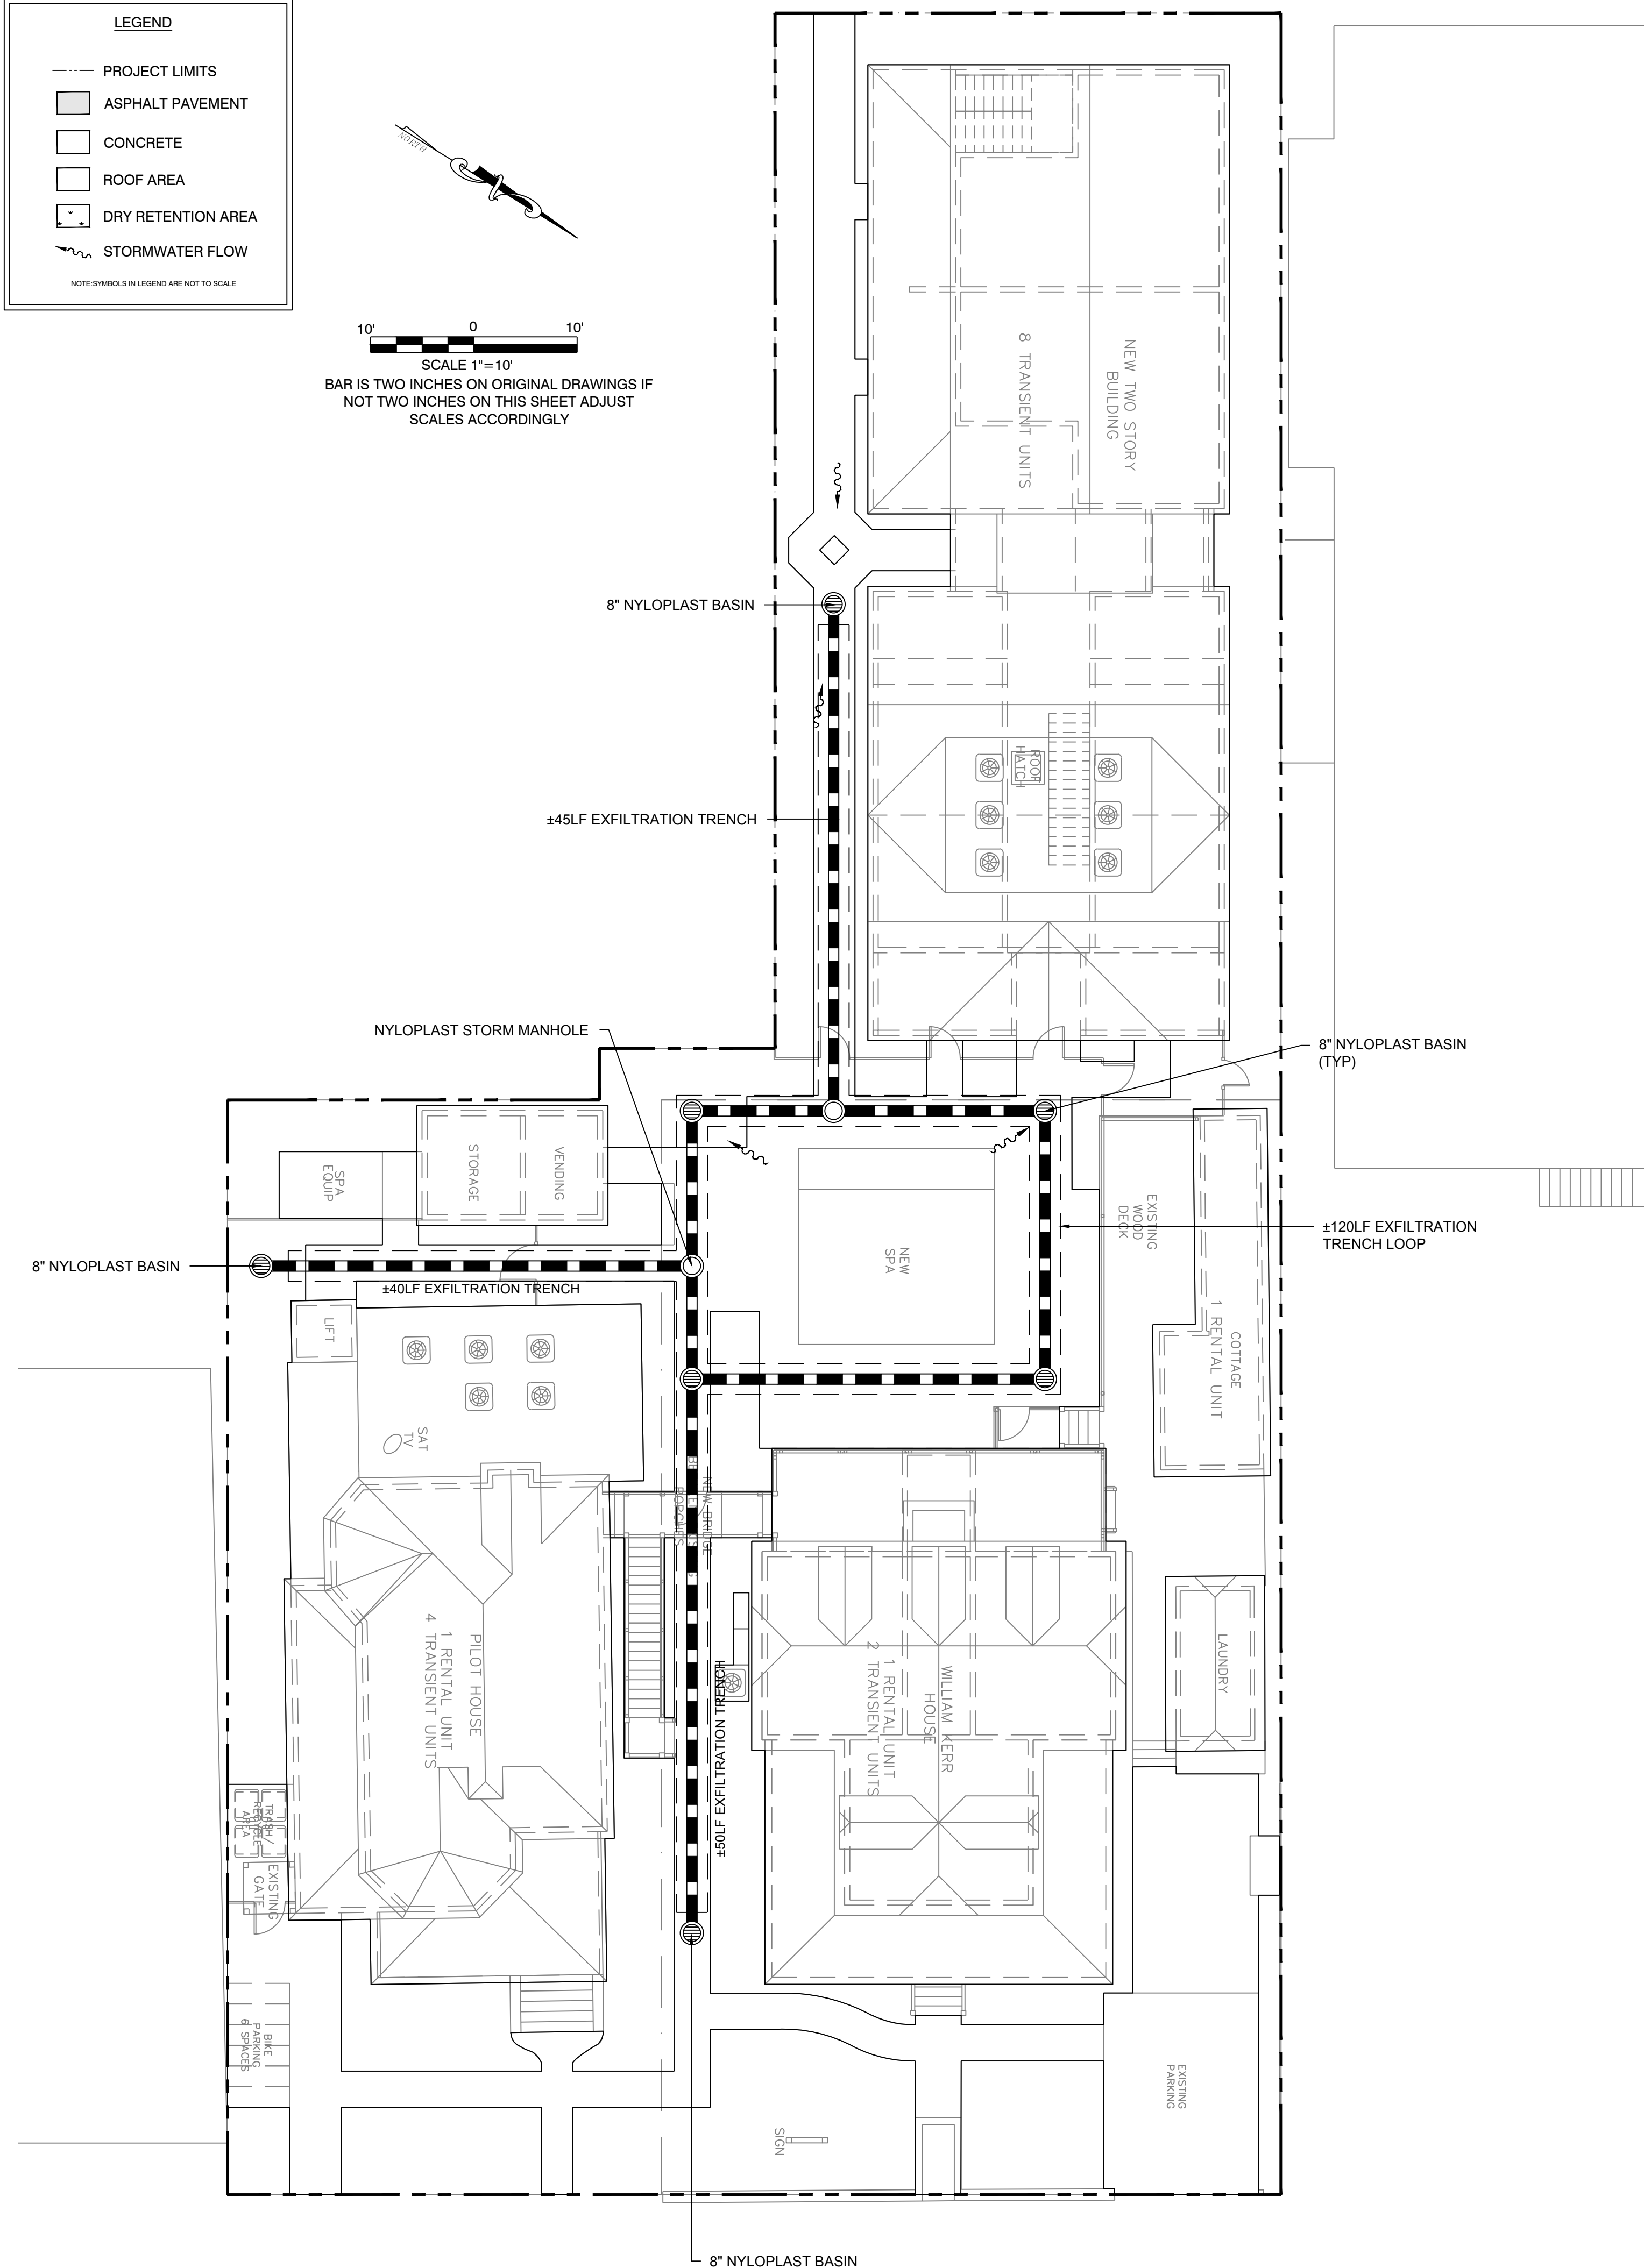 LEGEND
PROJECT LIMITS
ASPHALT PAVEMENT
CONCRETE
ROOF AREA
DRY RETENTION AREA
STORMWATER FLOW
NOTE:SYMBOLS IN LEGEND ARE NOT TO SCALE
NORTH
10' 0 10'
SCALE 1"=10'
BAR IS TWO INCHES ON ORIGINAL DRAWINGS IF
NOT TWO INCHES ON THIS SHEET ADJUST
SCALES ACCORDINGLY
NEW TWO STORY
BUILDING
8 TRANSIENT UNITS
8" NYLOPLAST BASIN
ROOF
HATCH
±45LF EXFILTRATION TRENCH
NYLOPLAST STORM MANHOLE
8" NYLOPLAST BASIN
(TYP)
SPA
EQUIP
STORAGE
VENDING
EXISTING
WOOD
DECK
NEW
SPA
±120LF EXFILTRATION
TRENCH LOOP
8" NYLOPLAST BASIN
±40LF EXFILTRATION TRENCH
LIFT
COTTAGE
1 RENTAL UNIT
SAT
TV
NEW BRIDGE
PORCHES
PILOT HOUSE
1 RENTAL UNIT
4 TRANSIENT UNITS
±50LF EXFILTRATION TRENCH
WILLIAM KERR
HOUSE
1 RENTAL UNIT
2 TRANSIENT UNITS
LAUNDRY
TRASH/
RECYCLE
AREA
EXISTING
GATE
BIKE
PARKING
6 SPACES
EXISTING
PARKING
SIGN
8" NYLOPLAST BASIN